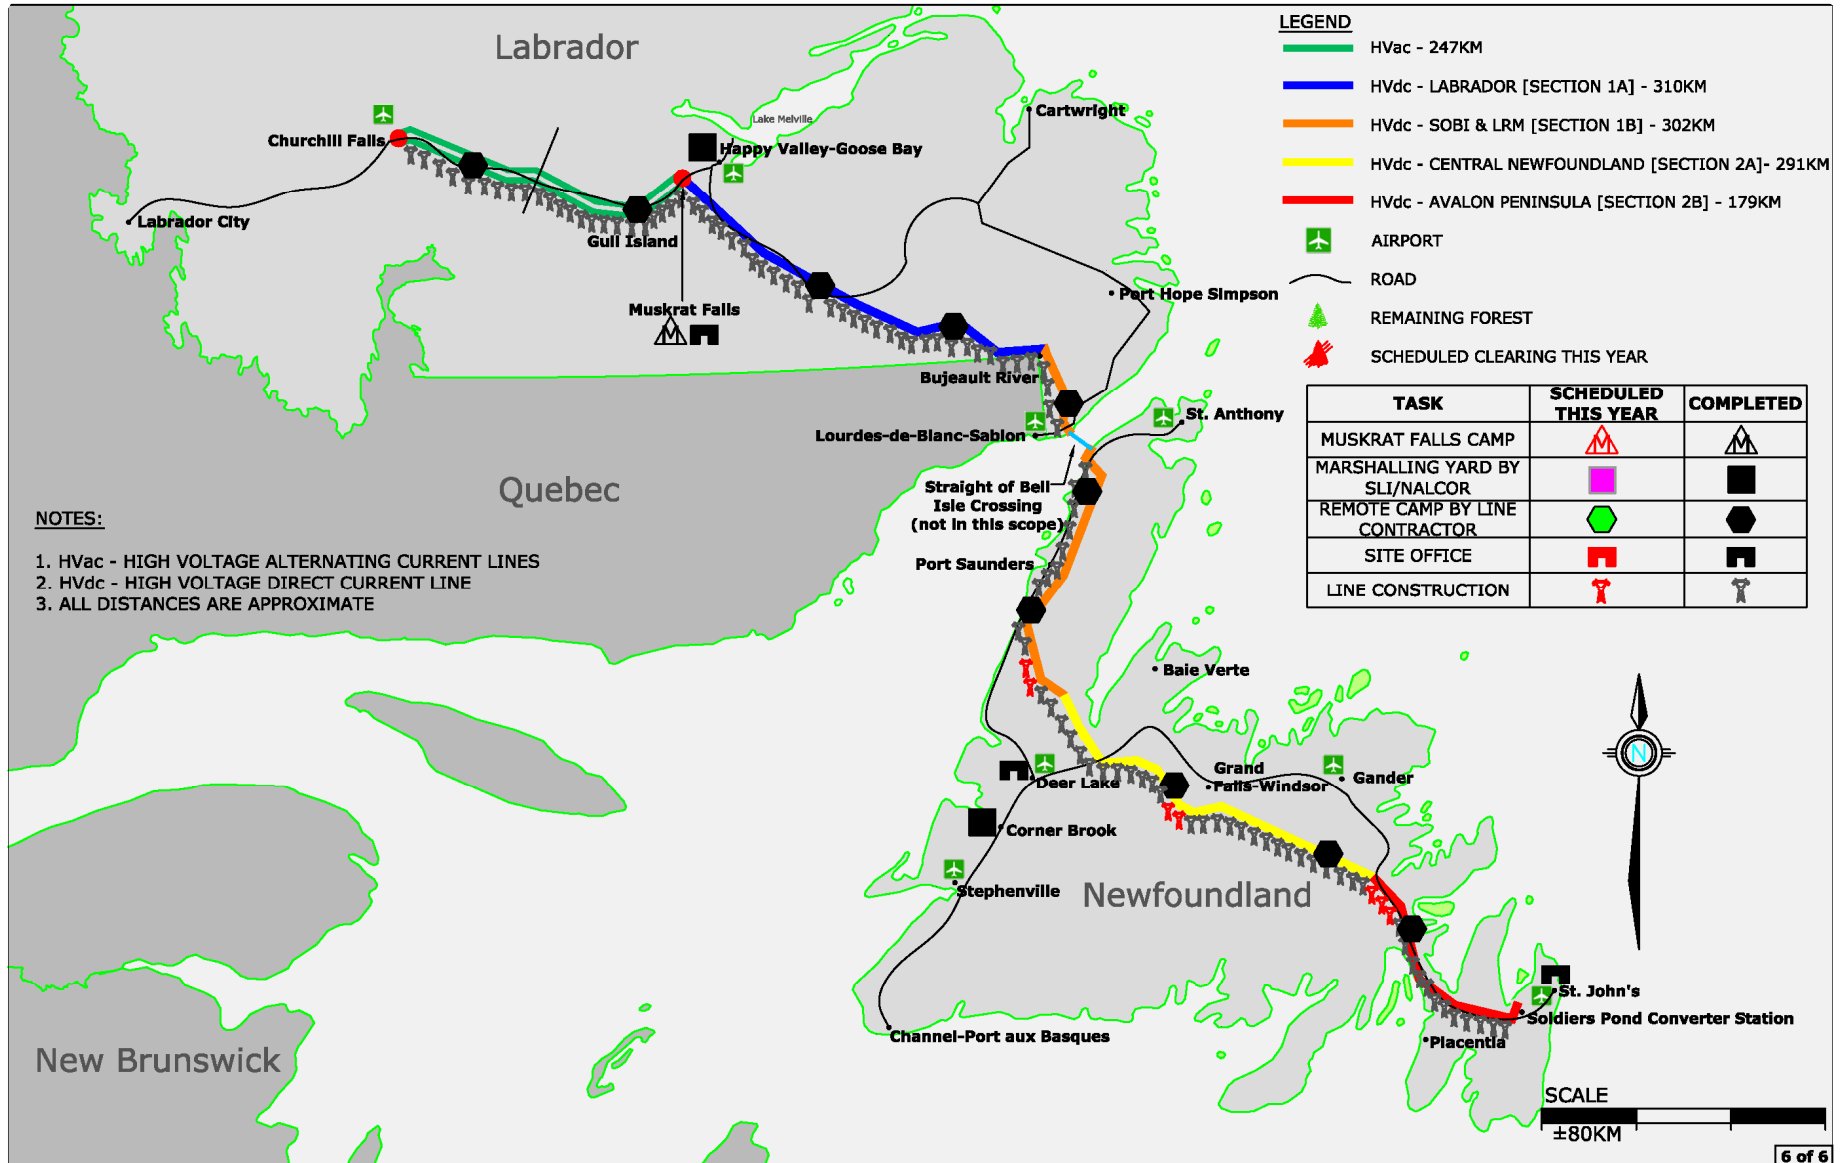 Labrador
Lake Melville
Cartwright
Churchill Falls
Happy Valley-Goose Bay
Labrador City
Gull Island
Port Hope Simpson
Muskrat Falls
Bujeault River
St. Anthony
Lourdes-de-Blanc-Sablon
Quebec
Straight of Bell
Isle Crossing
(not in this scope)
Port Saunders
NOTES:
1. HVac - HIGH VOLTAGE ALTERNATING CURRENT LINES
2. HVdc - HIGH VOLTAGE DIRECT CURRENT LINE
3. ALL DISTANCES ARE APPROXIMATE
Baie Verte
Deer Lake
Grand
Falls-Windsor
Gander
Corner Brook
Stephenville
Newfoundland
St. John's
Soldiers Pond Converter Station
Placentia
Channel-Port aux Basques
New Brunswick
LEGEND
HVac - 247KM
HVdc - LABRADOR [SECTION 1A] - 310KM
HVdc - SOBI & LRM [SECTION 1B] - 302KM
HVdc - CENTRAL NEWFOUNDLAND [SECTION 2A]- 291KM
HVdc - AVALON PENINSULA [SECTION 2B] - 179KM
AIRPORT
ROAD
REMAINING FOREST
SCHEDULED CLEARING THIS YEAR
TASK
SCHEDULED
THIS YEAR
COMPLETED
MUSKRAT FALLS CAMP
MARSHALLING YARD BY
SLI/NALCOR
REMOTE CAMP BY LINE
CONTRACTOR
SITE OFFICE
LINE CONSTRUCTION
N
SCALE
±80KM
6 of 6